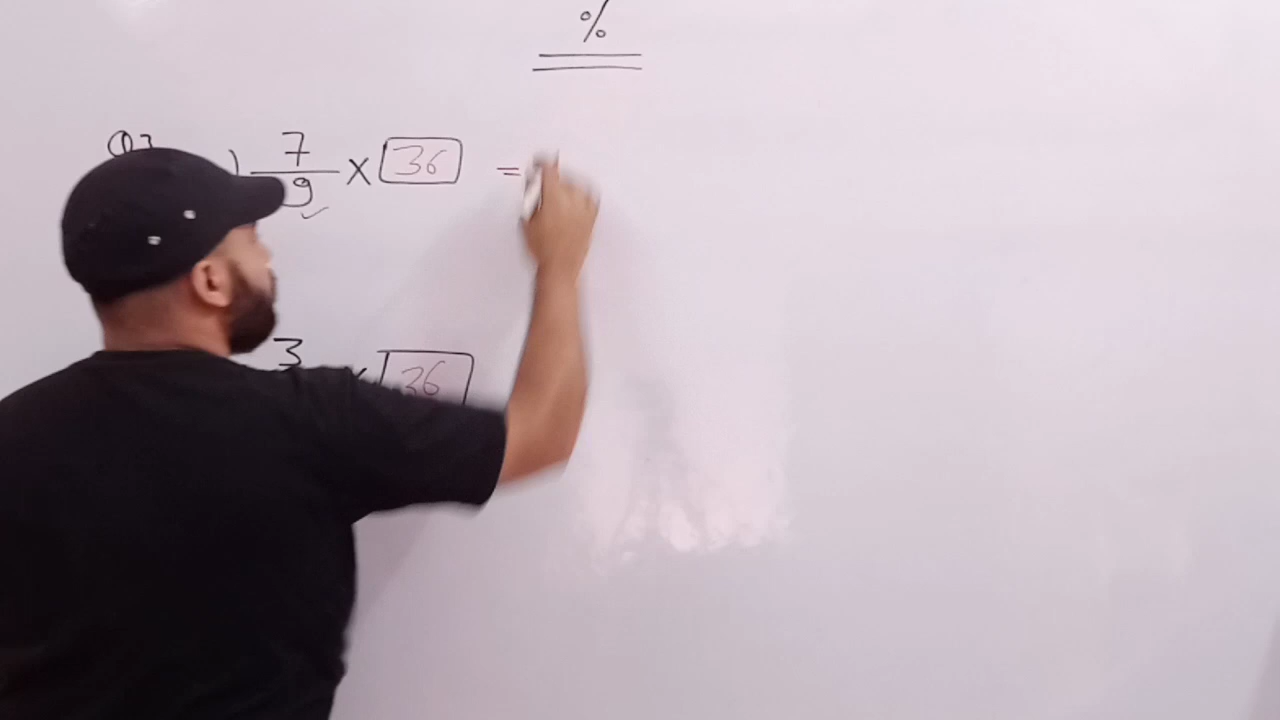 %
Q3 ) 7/9 × 36 =
3 × 36